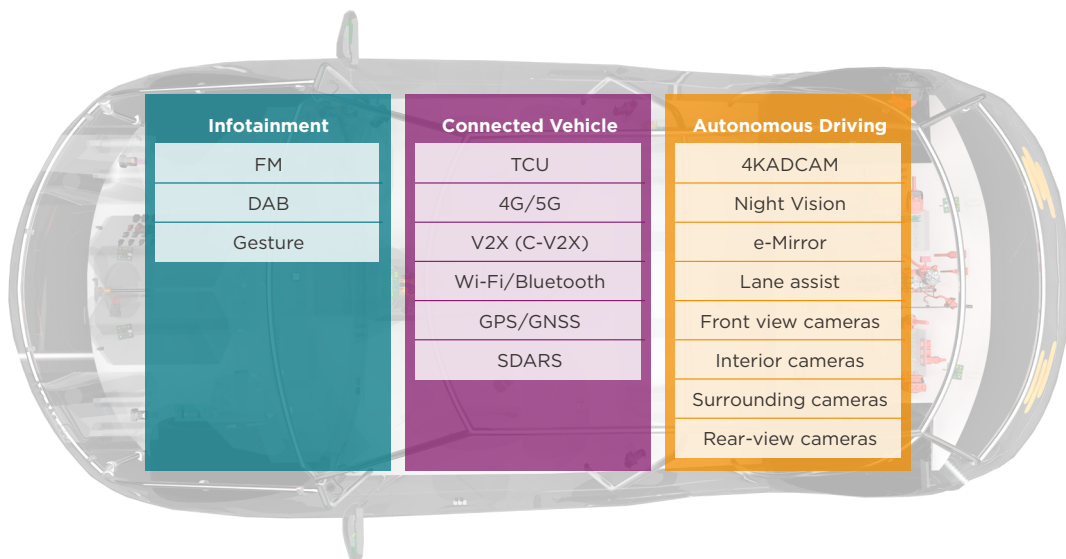 Infotainment
FM
DAB
Gesture
Connected Vehicle
TCU
4G/5G
V2X (C-V2X)
Wi-Fi/Bluetooth
GPS/GNSS
SDARS
Autonomous Driving
4KADCAM
Night Vision
e-Mirror
Lane assist
Front view cameras
Interior cameras
Surrounding cameras
Rear-view cameras